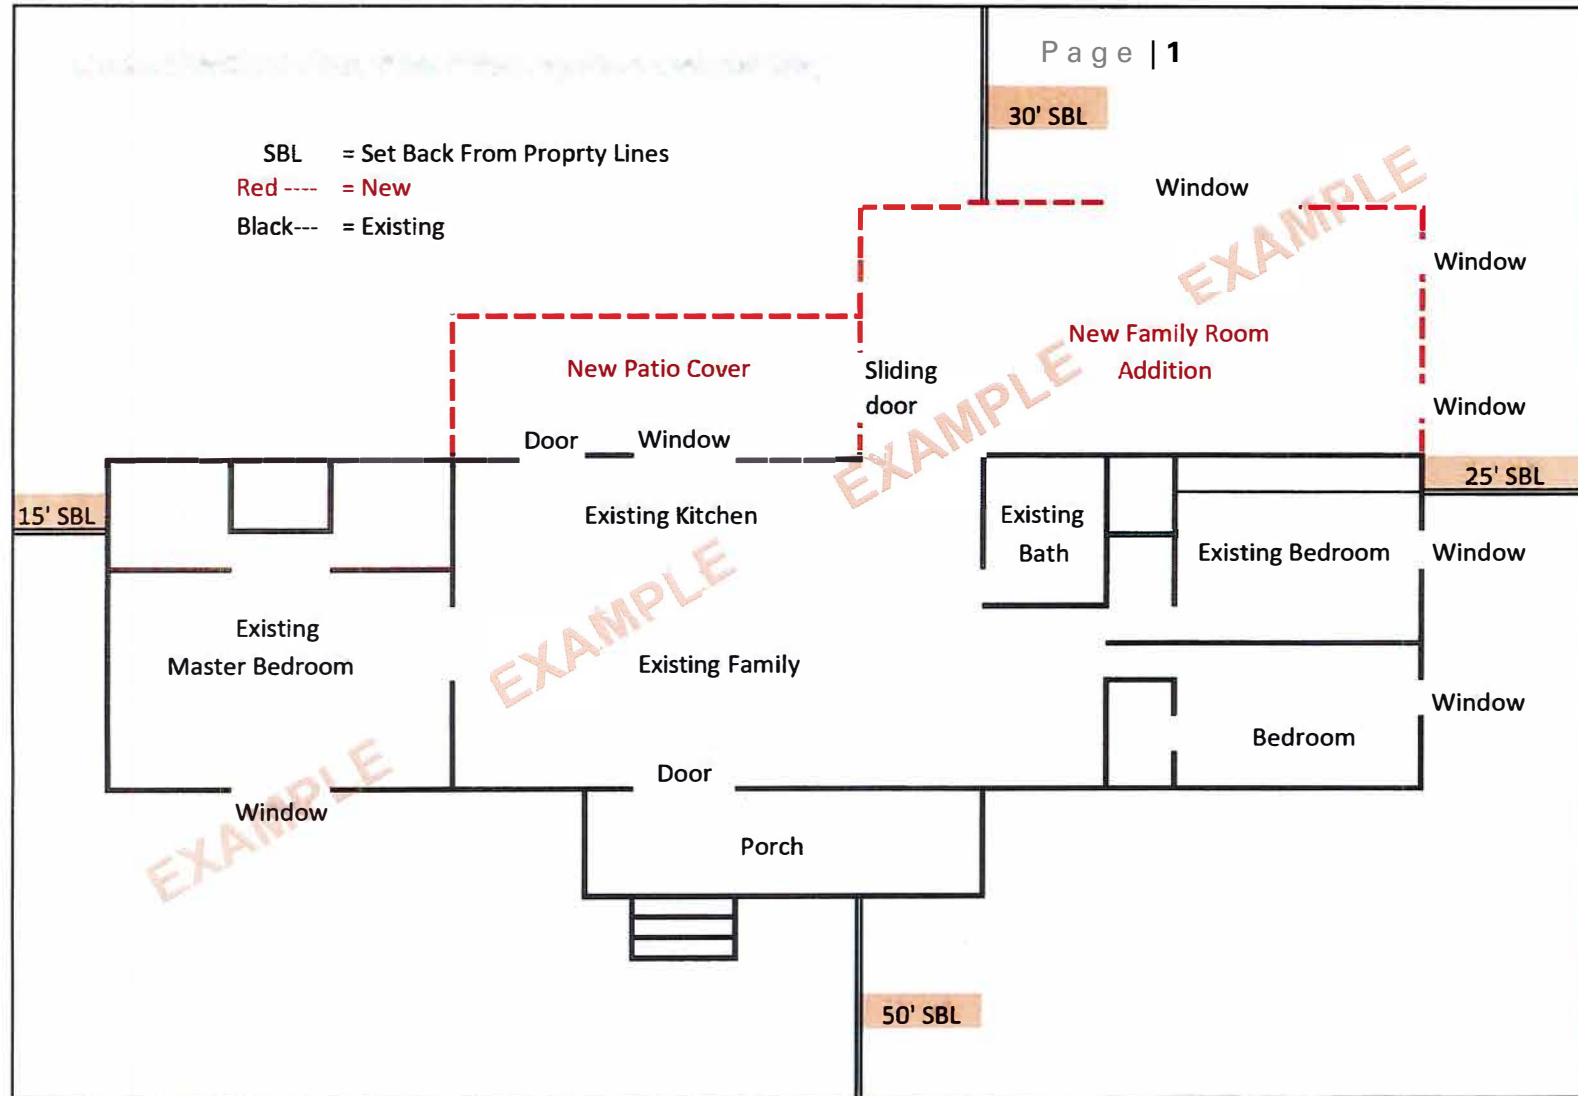 Page | 1
30' SBL
SBL = Set Back From Proprty Lines
Red ---- = New
Black--- = Existing
Window
EXAMPLE
Window
New Family Room
Addition
New Patio Cover
Sliding
door
EXAMPLE
Window
Door
Window
25' SBL
15' SBL
Existing Kitchen
Existing
Bath
Existing Bedroom
Window
EXAMPLE
Existing
Master Bedroom
Existing Family
Window
Bedroom
Door
Window
EXAMPLE
Porch
50' SBL